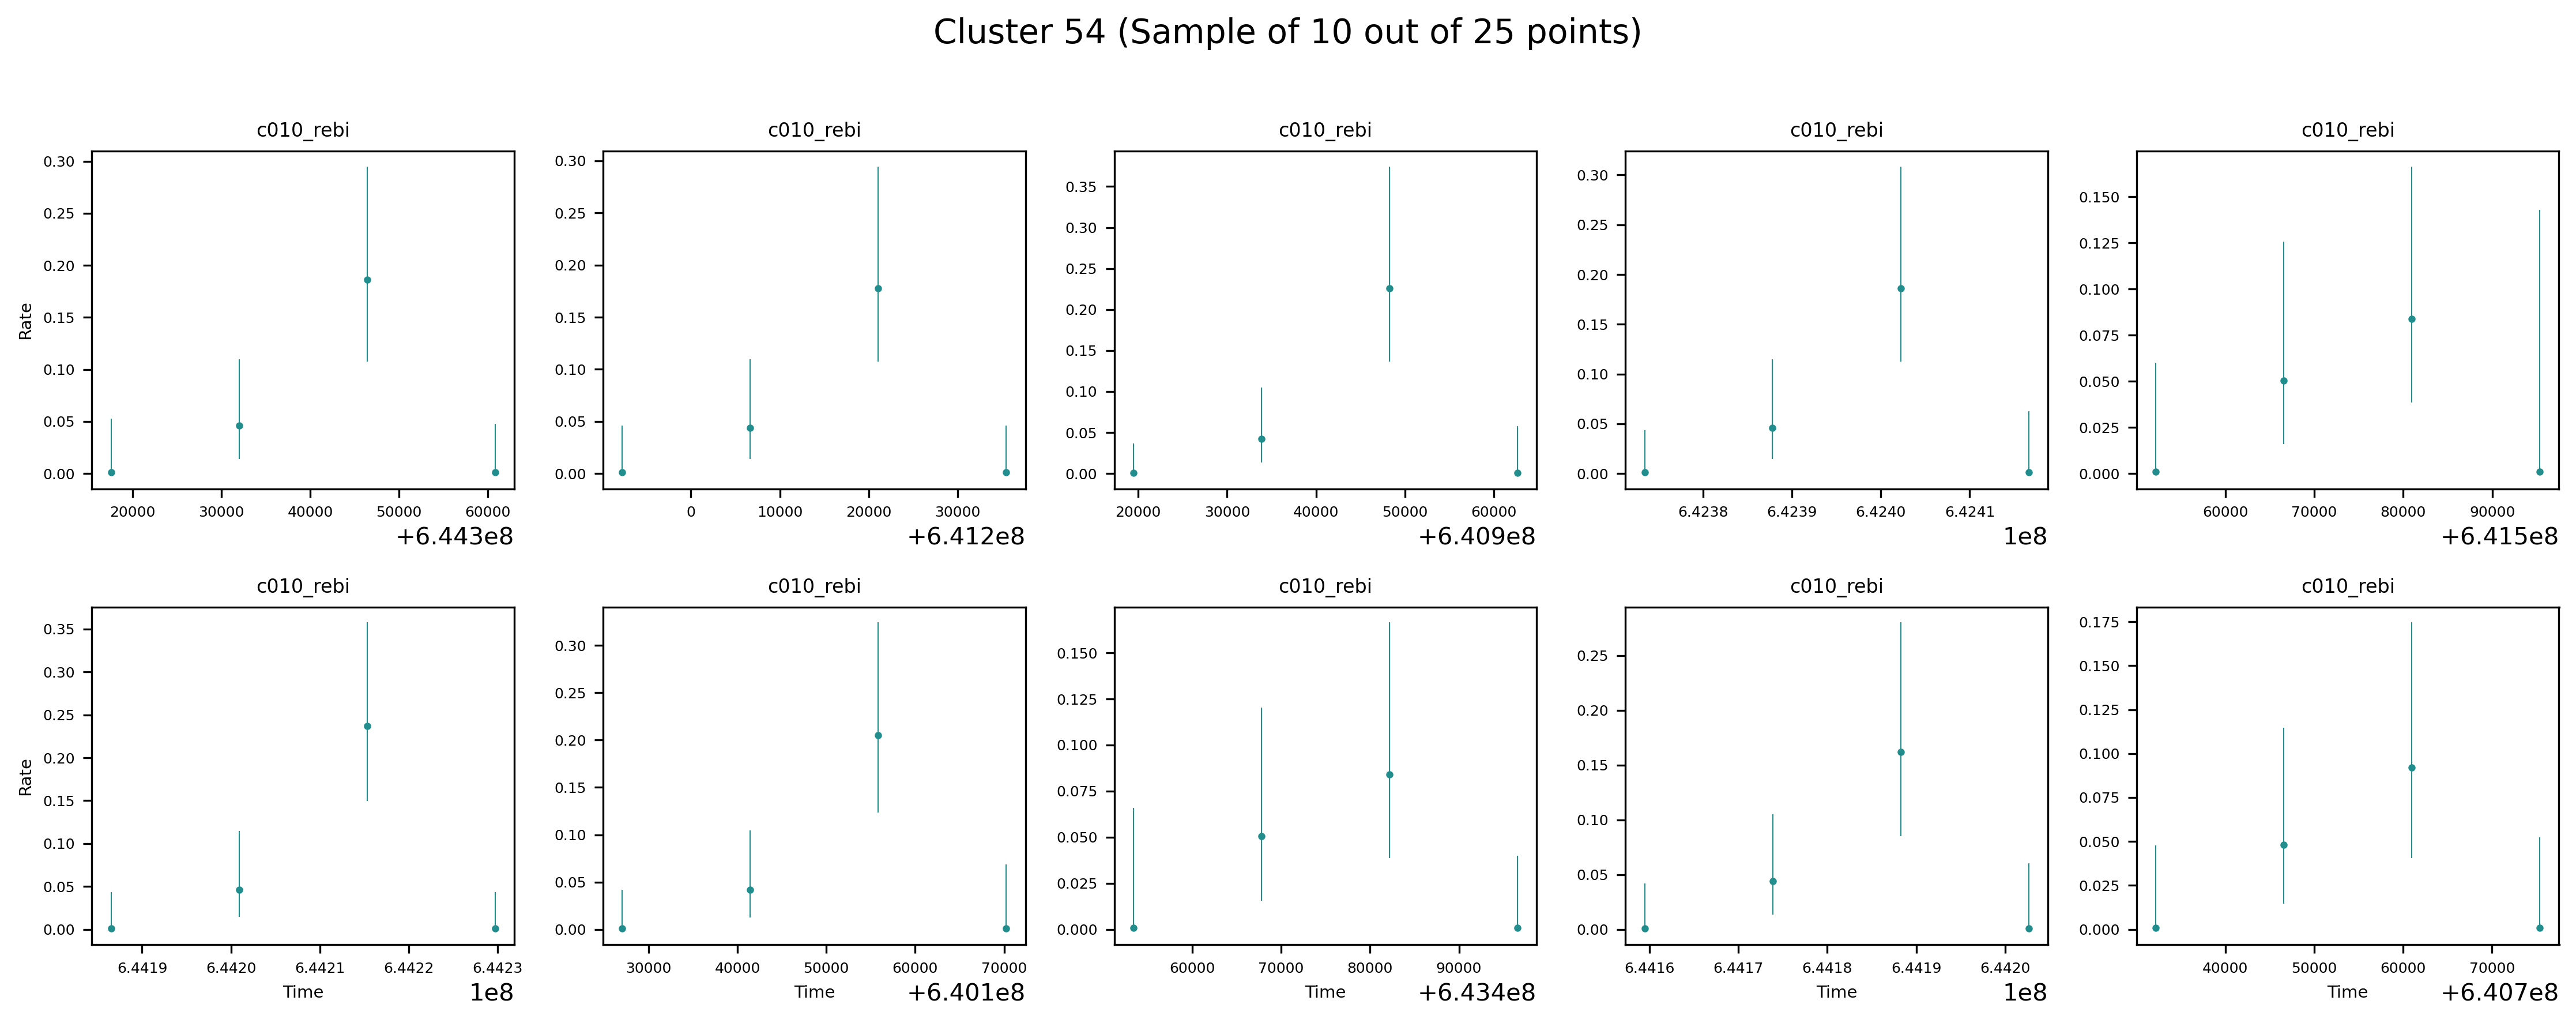 Cluster 54 (Sample of 10 out of 25 points)
c010_rebi c010_rebi c010_rebi c010_rebi c010_rebi
Rate
0.30 0.25 0.20 0.15 0.10 0.05 0.00
20000 30000 40000 50000 60000
+6.443e8
0.30 0.25 0.20 0.15 0.10 0.05 0.00
0 10000 20000 30000
+6.412e8
0.35 0.30 0.25 0.20 0.15 0.10 0.05 0.00
20000 30000 40000 50000 60000
+6.409e8
0.30 0.25 0.20 0.15 0.10 0.05 0.00
6.4238 6.4239 6.4240 6.4241
1e8
0.150 0.125 0.100 0.075 0.050 0.025 0.000
60000 70000 80000 90000
+6.415e8
c010_rebi c010_rebi c010_rebi c010_rebi c010_rebi
Rate
0.35 0.30 0.25 0.20 0.15 0.10 0.05 0.00
6.4419 6.4420 6.4421 6.4422 6.4423
Time 1e8
0.30 0.25 0.20 0.15 0.10 0.05 0.00
30000 40000 50000 60000 70000
Time +6.401e8
0.150 0.125 0.100 0.075 0.050 0.025 0.000
60000 70000 80000 90000
Time +6.434e8
0.25 0.20 0.15 0.10 0.05 0.00
6.4416 6.4417 6.4418 6.4419 6.4420
Time 1e8
0.175 0.150 0.125 0.100 0.075 0.050 0.025 0.000
40000 50000 60000 70000
Time +6.407e8